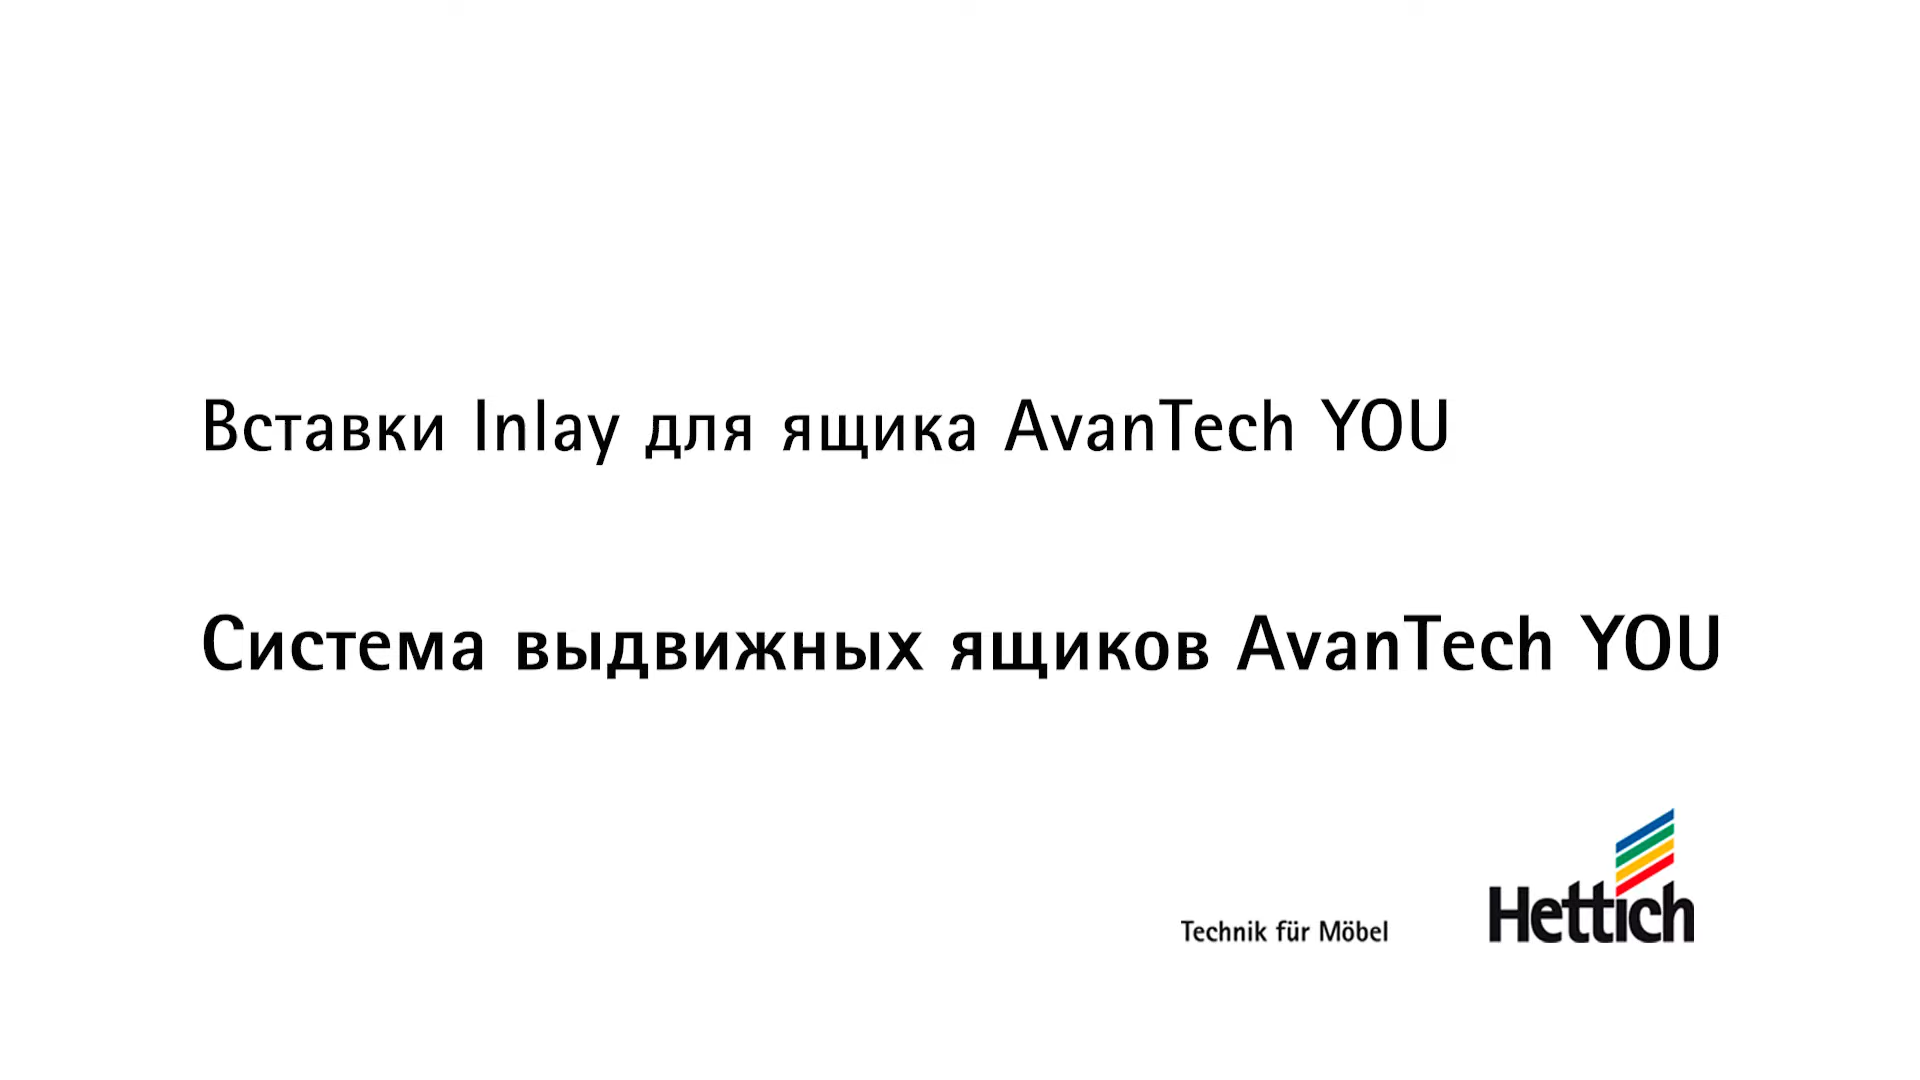 Вставки Inlay для ящика AvanTech YOU
Система выдвижных ящиков AvanTech YOU
Technik für Möbel
Hettich